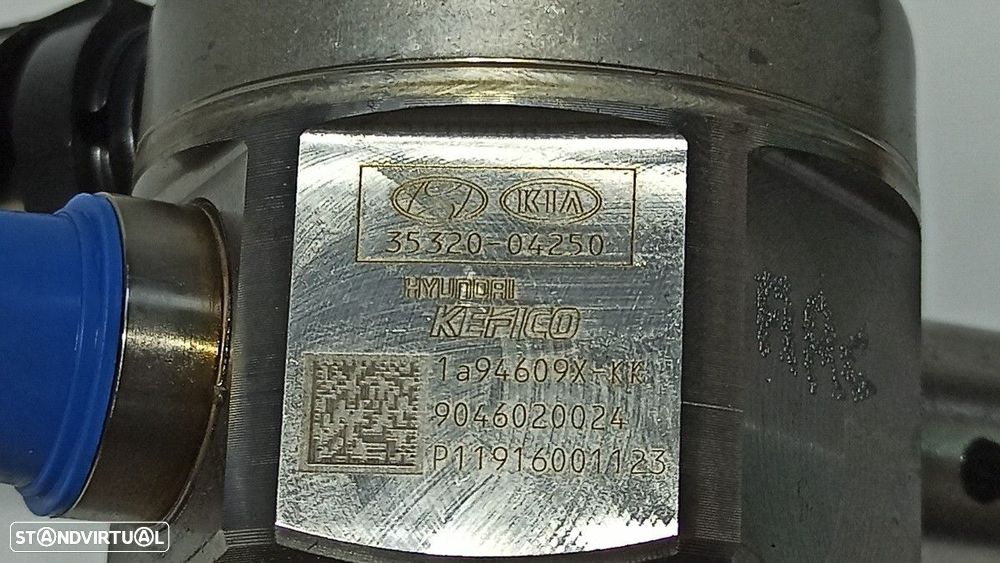 KIA
35320-04250
HYUNDAI
KEFICO
1a94609X-KK
9046020024
P11916001123
STANDVIRTUAL